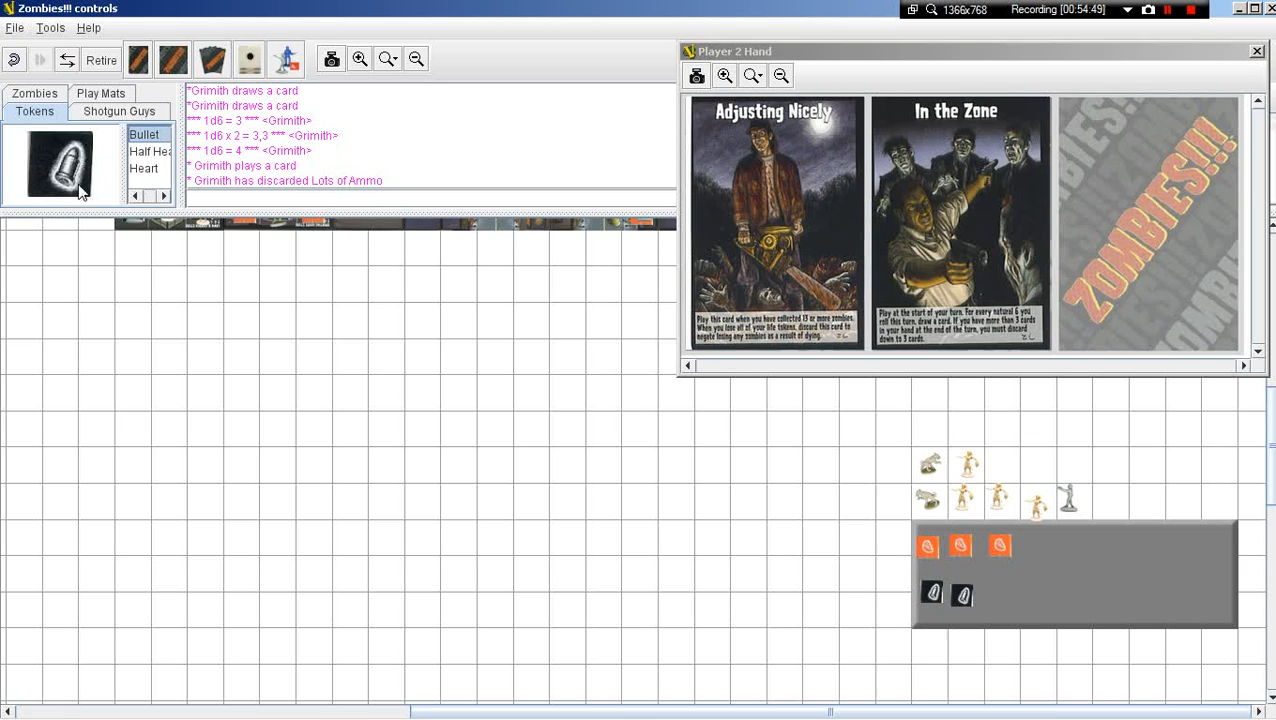 Zombies!!! controls
1366x768
Recording [00:54:49]
File Tools Help
Retire
Player 2 Hand
Zombies
Play Mats
Tokens
Shotgun Guys
Bullet
Half Hea
Heart
*Grimith draws a card
*Grimith draws a card
*** 1d6 = 3 *** <Grimith>
*** 1d6 x 2 = 3,3 *** <Grimith>
*** 1d6 = 4 *** <Grimith>
* Grimith plays a card
* Grimith has discarded Lots of Ammo
Adjusting Nicely
Play this card when you have collected 13 or more zombies.
When you lose all of your life tokens, discard this card to
negate losing any zombies as a result of dying.
In the Zone
Play at the start of your turn. For every natural 6 you
roll this turn, draw a card. If you have more than 3 cards
in your hand at the end of the turn, you must discard
down to 3 cards.
ZOMBIES!!!